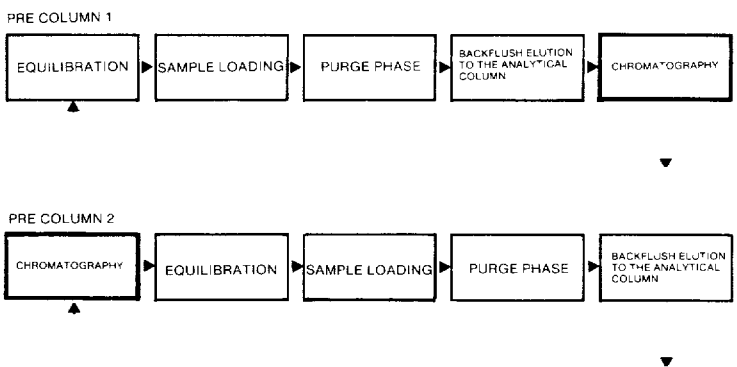 PRE COLUMN 1
EQUILIBRATION
SAMPLE LOADING
PURGE PHASE
BACKFLUSH ELUTION
TO THE ANALYTICAL
COLUMN
CHROMATOGRAPHY
PRE COLUMN 2
CHROMATOGRAPHY
EQUILIBRATION
SAMPLE LOADING
PURGE PHASE
BACKFLUSH ELUTION
TO THE ANALYTICAL
COLUMN